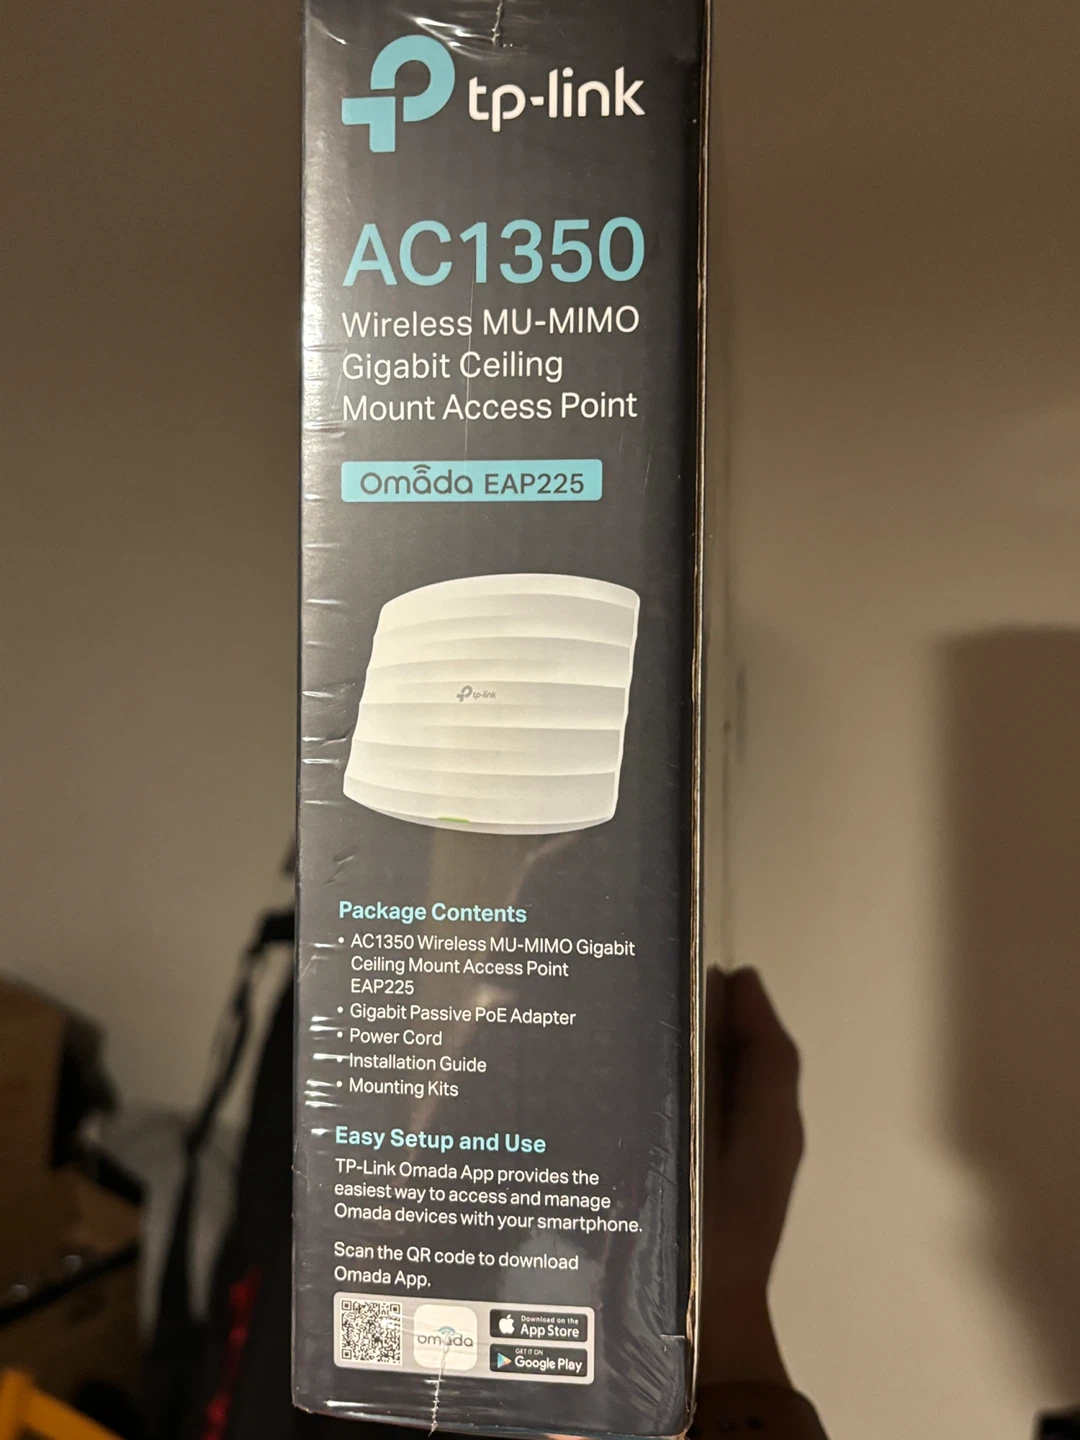 tp-link
AC1350
Wireless MU-MIMO
Gigabit Ceiling
Mount Access Point
omada EAP225
tp-link
Package Contents
• AC1350 Wireless MU-MIMO Gigabit
Ceiling Mount Access Point
EAP225
• Gigabit Passive PoE Adapter
• Power Cord
• Installation Guide
• Mounting Kits
Easy Setup and Use
TP-Link Omada App provides the
easiest way to access and manage
Omada devices with your smartphone.
Scan the QR code to download
Omada App.
omada
Download on the
App Store
GET IT ON
Google Play